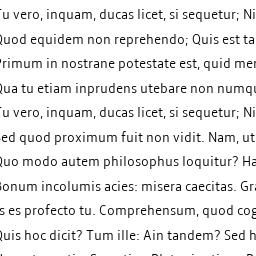 Tu vero, inquam, ducas licet, si sequetur; Ni
Quod equidem non reprehendo; Quis est ta
Primum in nostrane potestate est, quid me
Qua tu etiam inprudens utebare non numqu
Tu vero, inquam, ducas licet, si sequetur; Ni
Sed quod proximum fuit non vidit. Nam, ut
Quo modo autem philosophus loquitur? Ha
Bonum incolumis acies: misera caecitas. Gra
Is es profecto tu. Comprehensum, quod cog
Quis hoc dicit? Tum ille: Ain tandem? Sed h